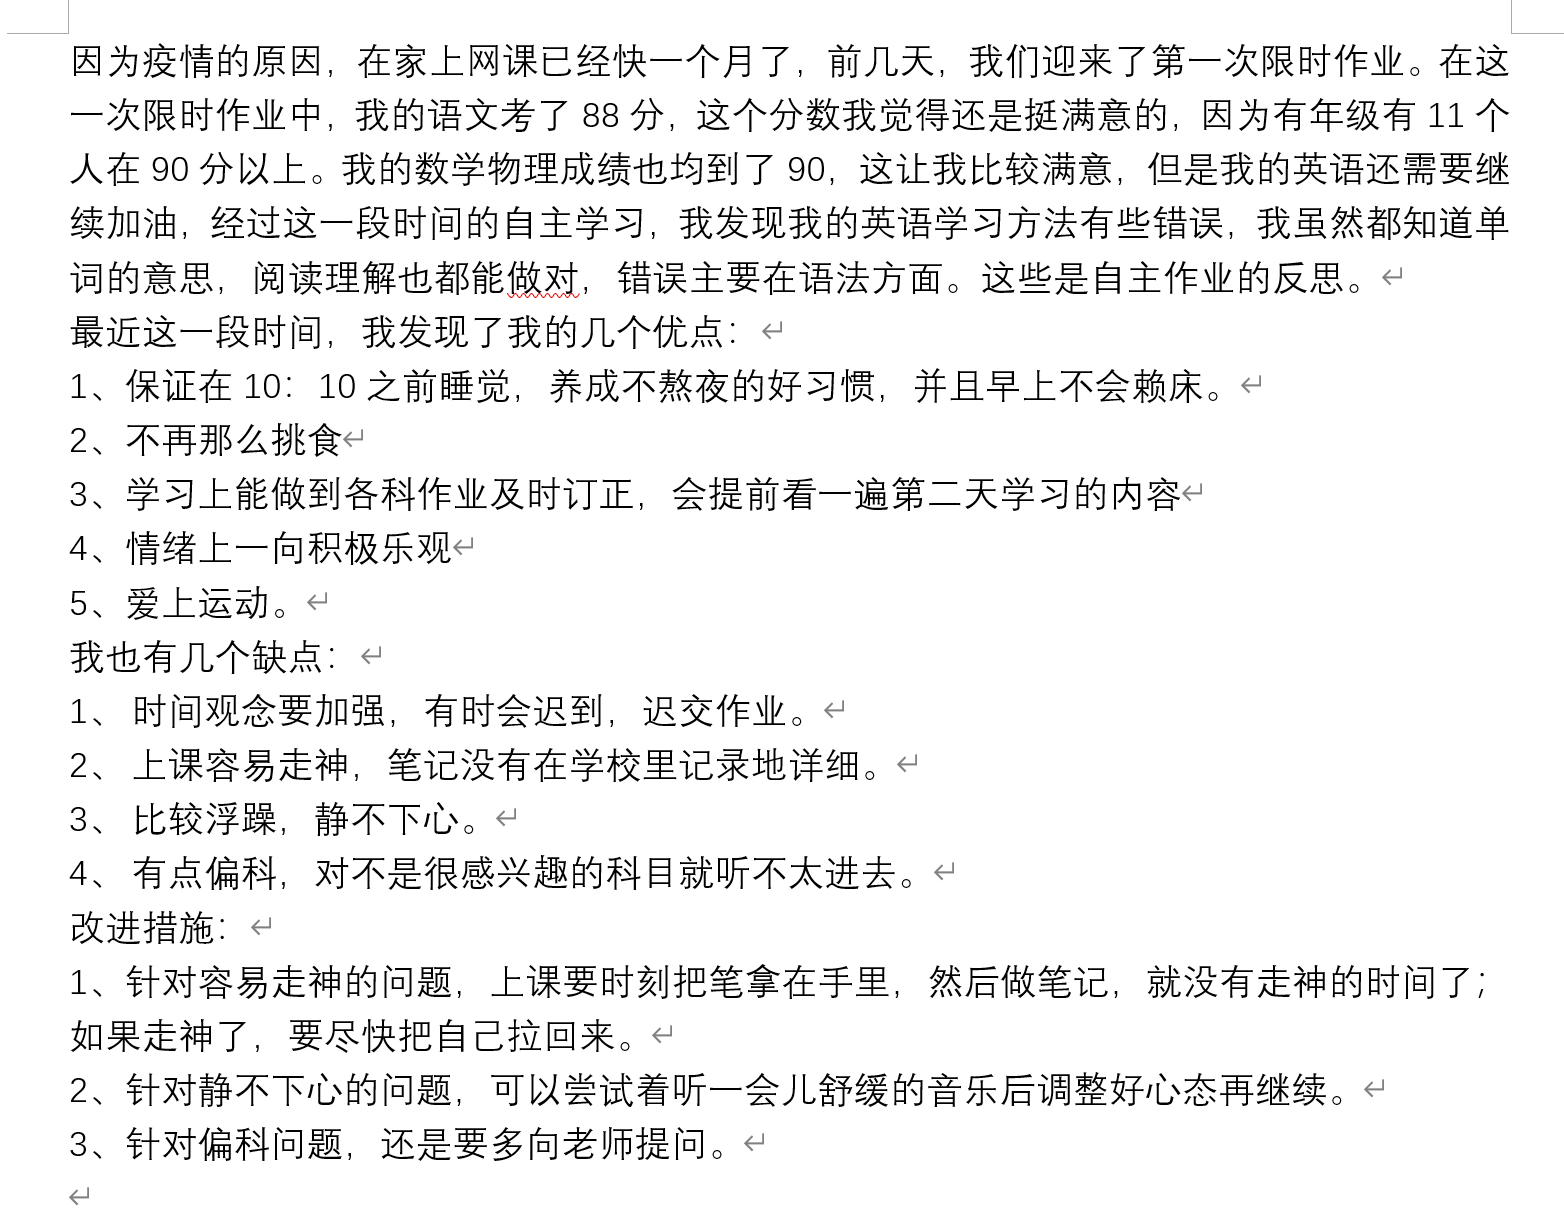 因为疫情的原因，在家上网课已经快一个月了，前几天，我们迎来了第一次限时作业。在这
一次限时作业中，我的语文考了 88 分，这个分数我觉得还是挺满意的，因为有年级有 11 个
人在 90 分以上。我的数学物理成绩也均到了 90，这让我比较满意，但是我的英语还需要继
续加油，经过这一段时间的自主学习，我发现我的英语学习方法有些错误，我虽然都知道单
词的意思，阅读理解也都能做对，错误主要在语法方面。这些是自主作业的反思。
最近这一段时间，我发现了我的几个优点：
1、保证在 10：10 之前睡觉，养成不熬夜的好习惯，并且早上不会赖床。
2、不再那么挑食
3、学习上能做到各科作业及时订正，会提前看一遍第二天学习的内容
4、情绪上一向积极乐观
5、爱上运动。
我也有几个缺点：
1、 时间观念要加强，有时会迟到，迟交作业。
2、 上课容易走神，笔记没有在学校里记录地详细。
3、 比较浮躁，静不下心。
4、 有点偏科，对不是很感兴趣的科目就听不太进去。
改进措施：
1、针对容易走神的问题，上课要时刻把笔拿在手里，然后做笔记，就没有走神的时间了；
如果走神了，要尽快把自己拉回来。
2、针对静不下心的问题，可以尝试着听一会儿舒缓的音乐后调整好心态再继续。
3、针对偏科问题，还是要多向老师提问。